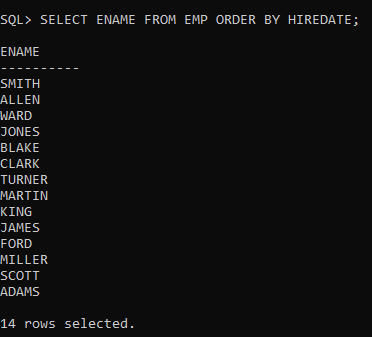 SQL> SELECT ENAME FROM EMP ORDER BY HIREDATE;
ENAME
----------
SMITH
ALLEN
WARD
JONES
BLAKE
CLARK
TURNER
MARTIN
KING
JAMES
FORD
MILLER
SCOTT
ADAMS
14 rows selected.